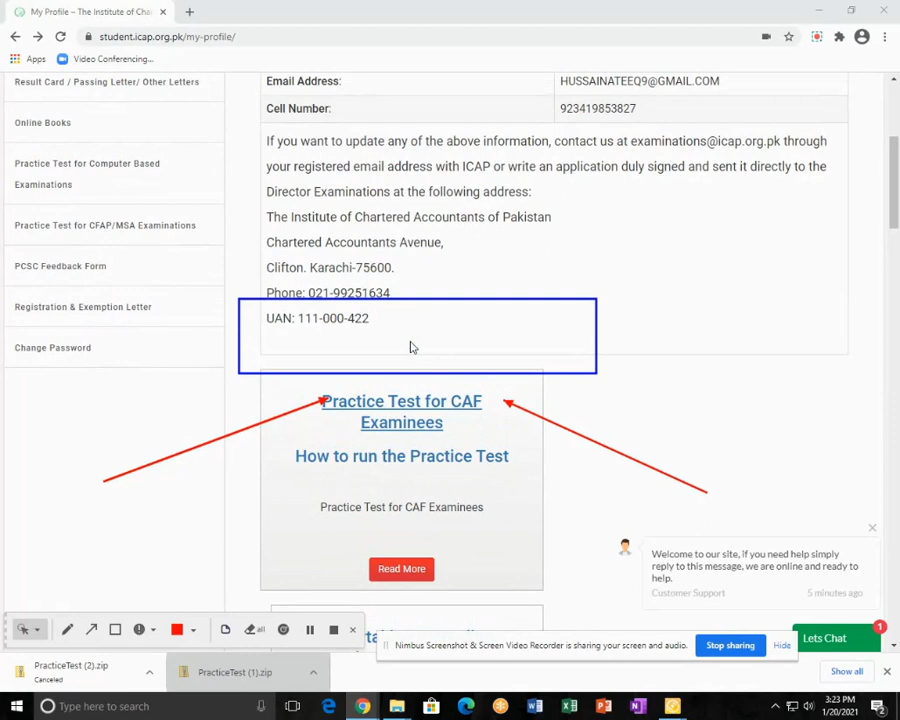 My Profile – The Institute of Cha
student.icap.org.pk/my-profile/
Apps
Video Conferencing...
Result Card / Passing Letter/ Other Letters
Online Books
Practice Test for Computer Based
Examinations
Practice Test for CFAP/MSA Examinations
PCSC Feedback Form
Registration & Exemption Letter
Change Password
Email Address:
HUSSAINATEEQ9@GMAIL.COM
Cell Number:
923419853827
If you want to update any of the above information, contact us at examinations@icap.org.pk through
your registered email address with ICAP or write an application duly signed and sent it directly to the
Director Examinations at the following address:
The Institute of Chartered Accountants of Pakistan
Chartered Accountants Avenue,
Clifton. Karachi-75600.
Phone: 021-99251634
UAN: 111-000-422
Practice Test for CAF
Examinees
How to run the Practice Test
Practice Test for CAF Examinees
Read More
Welcome to our site, if you need help simply
reply to this message, we are online and ready to
help.
Customer Support
5 minutes ago
Lets Chat
1
all
Nimbus Screenshot & Screen Video Recorder is sharing your screen and audio.
Stop sharing
Hide
PracticeTest (2).zip
Canceled
PracticeTest (1).zip
Show all
Type here to search
3:23 PM
1/20/2021
2